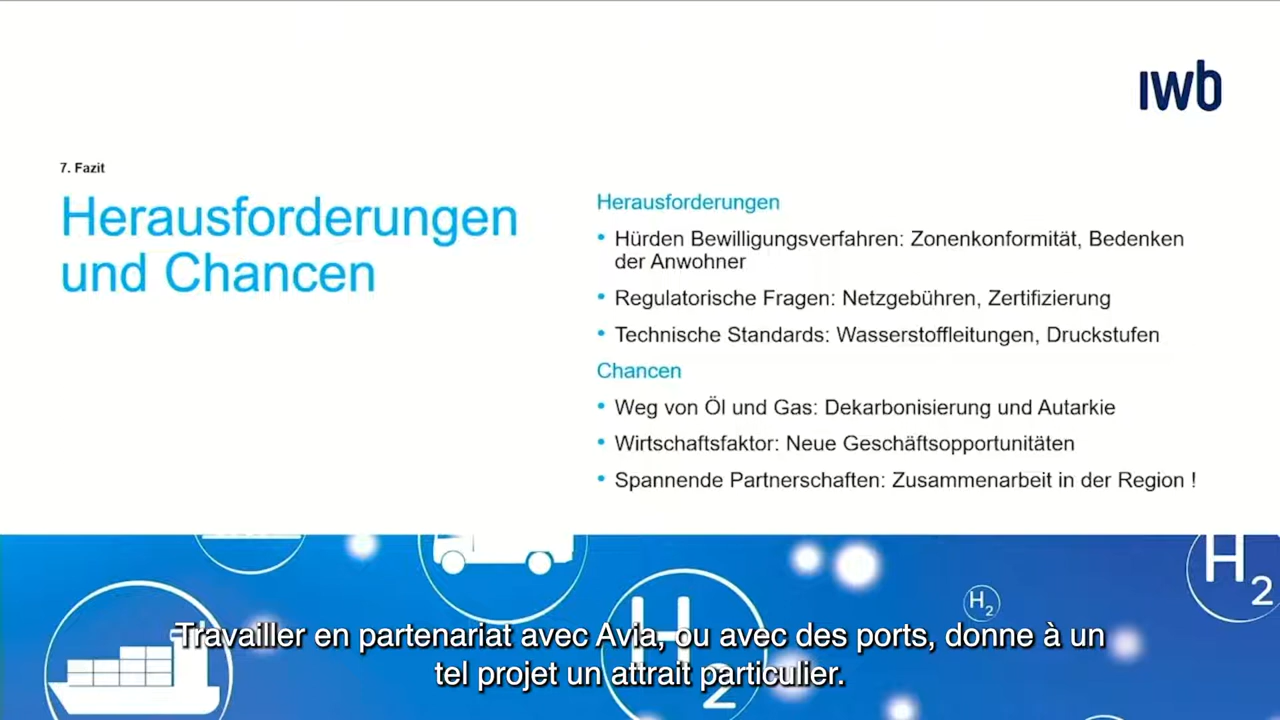 iwb
7. Fazit
Herausforderungen
und Chancen
Herausforderungen
• Hürden Bewilligungsverfahren: Zonenkonformität, Bedenken
der Anwohner
• Regulatorische Fragen: Netzgebühren, Zertifizierung
• Technische Standards: Wasserstoffleitungen, Druckstufen
Chancen
• Weg von Öl und Gas: Dekarbonisierung und Autarkie
• Wirtschaftsfaktor: Neue Geschäftsopportunitäten
• Spannende Partnerschaften: Zusammenarbeit in der Region !
H2
H2
H2
Travailler en partenariat avec Avia, ou avec des ports, donne à un
tel projet un attrait particulier.